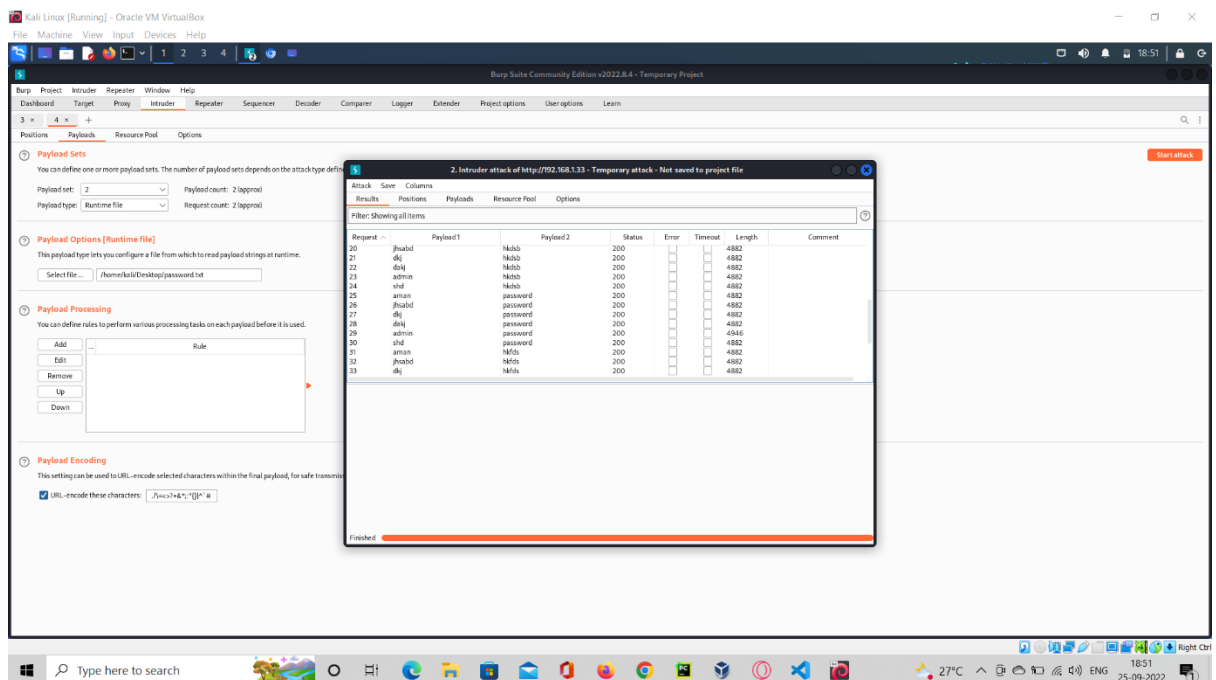 Kali Linux [Running] - Oracle VM VirtualBox
File Machine View Input Devices Help
1 2 3 4 18:51
Burp Suite Community Edition v2022.8.4 - Temporary Project
Burp Project Intruder Repeater Window Help
Dashboard Target Proxy Intruder Repeater Sequencer Decoder Comparer Logger Extender Project options User options Learn
3 × 4 × +
Positions Payloads Resource Pool Options
Payload Sets
Start attack
You can define one or more payload sets. The number of payload sets depends on the attack type defin
Payload set: 2 Payload count: 2 (approx)
Payload type: Runtime file Request count: 2 (approx)
Payload Options [Runtime file]
This payload type lets you configure a file from which to read payload strings at runtime.
Select file ... /home/kali/Desktop/password.txt
Payload Processing
You can define rules to perform various processing tasks on each payload before it is used.
Add
Edit
Remove
Up
Down
... Rule
Payload Encoding
This setting can be used to URL-encode selected characters within the final payload, for safe transmis
URL-encode these characters:
2. Intruder attack of http://192.168.1.33 - Temporary attack - Not saved to project file
Attack Save Columns
Results Positions Payloads Resource Pool Options
Filter: Showing all items
Request Payload 1 Payload 2 Status Error Timeout Length Comment
20 jhsabd hkdsb 200 4882
21 dkj hkdsb 200 4882
22 dakj hkdsb 200 4882
23 admin hkdsb 200 4882
24 shd hkdsb 200 4882
25 aman password 200 4882
26 jhsabd password 200 4882
27 dkj password 200 4882
28 dakj password 200 4882
29 admin password 200 4946
30 shd password 200 4882
31 aman hkfds 200 4882
32 jhsabd hkfds 200 4882
33 dkj hkfds 200 4882
Finished
Right Ctrl
Type here to search
27°C ENG 18:51
25-09-2022